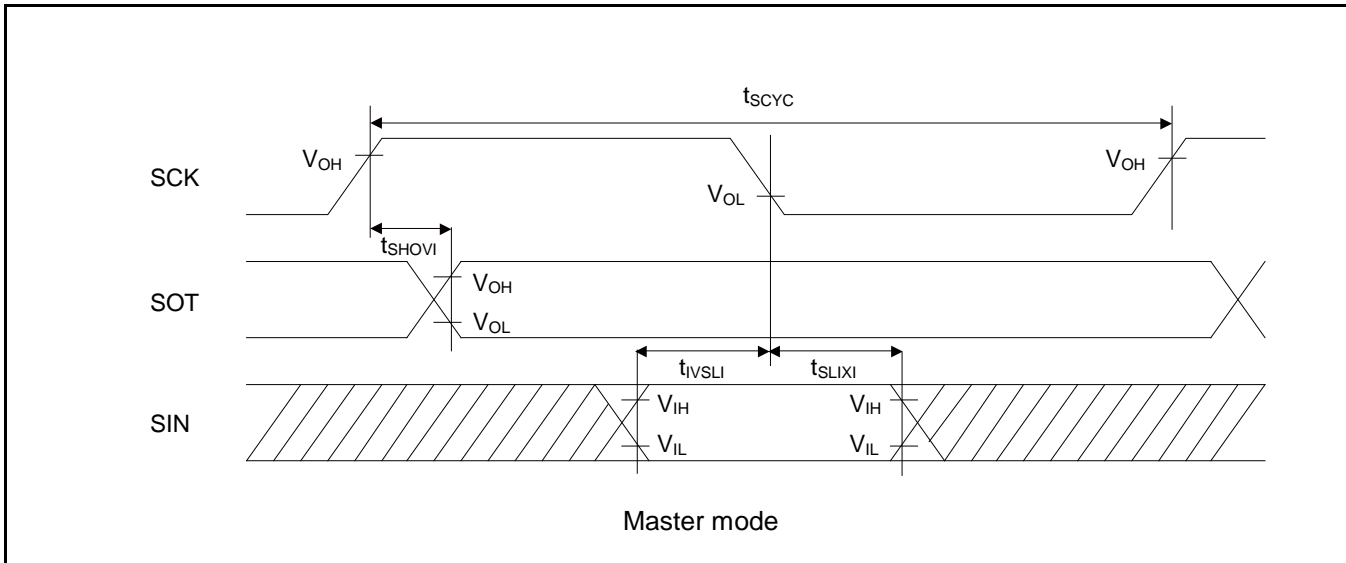 tSCYC
SCK VOH VOL VOH
tSHOVI
SOT VOH
VOL
tIVSLI tSLIXI
SIN VIH VIH
VIL VIL
Master mode